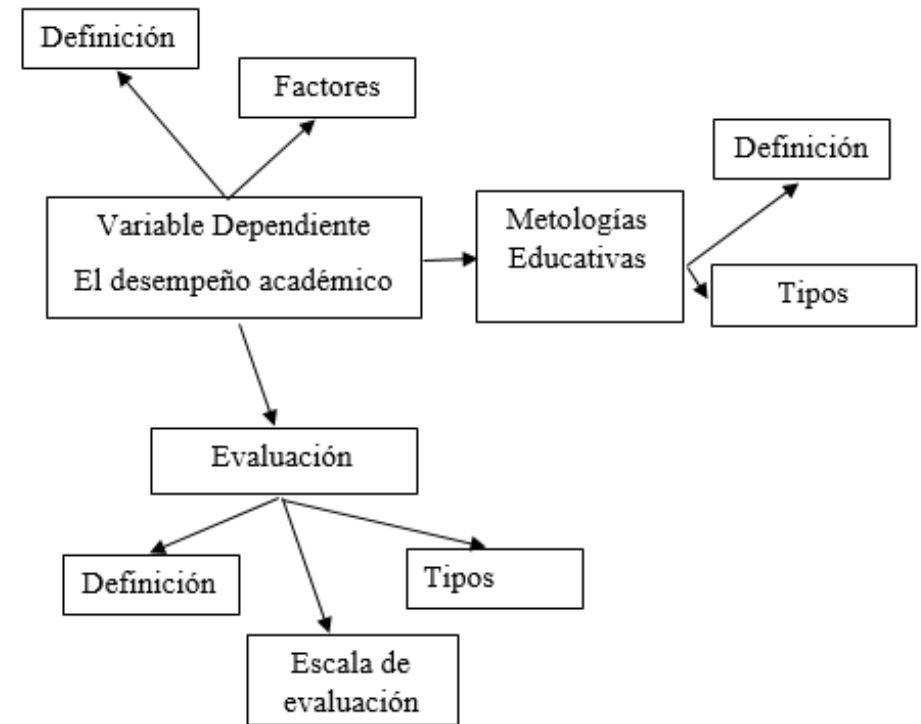 Definición
Factores
Definición
Variable Dependiente
El desempeño académico
Metologías
Educativas
Tipos
Evaluación
Definición
Tipos
Escala de
evaluación